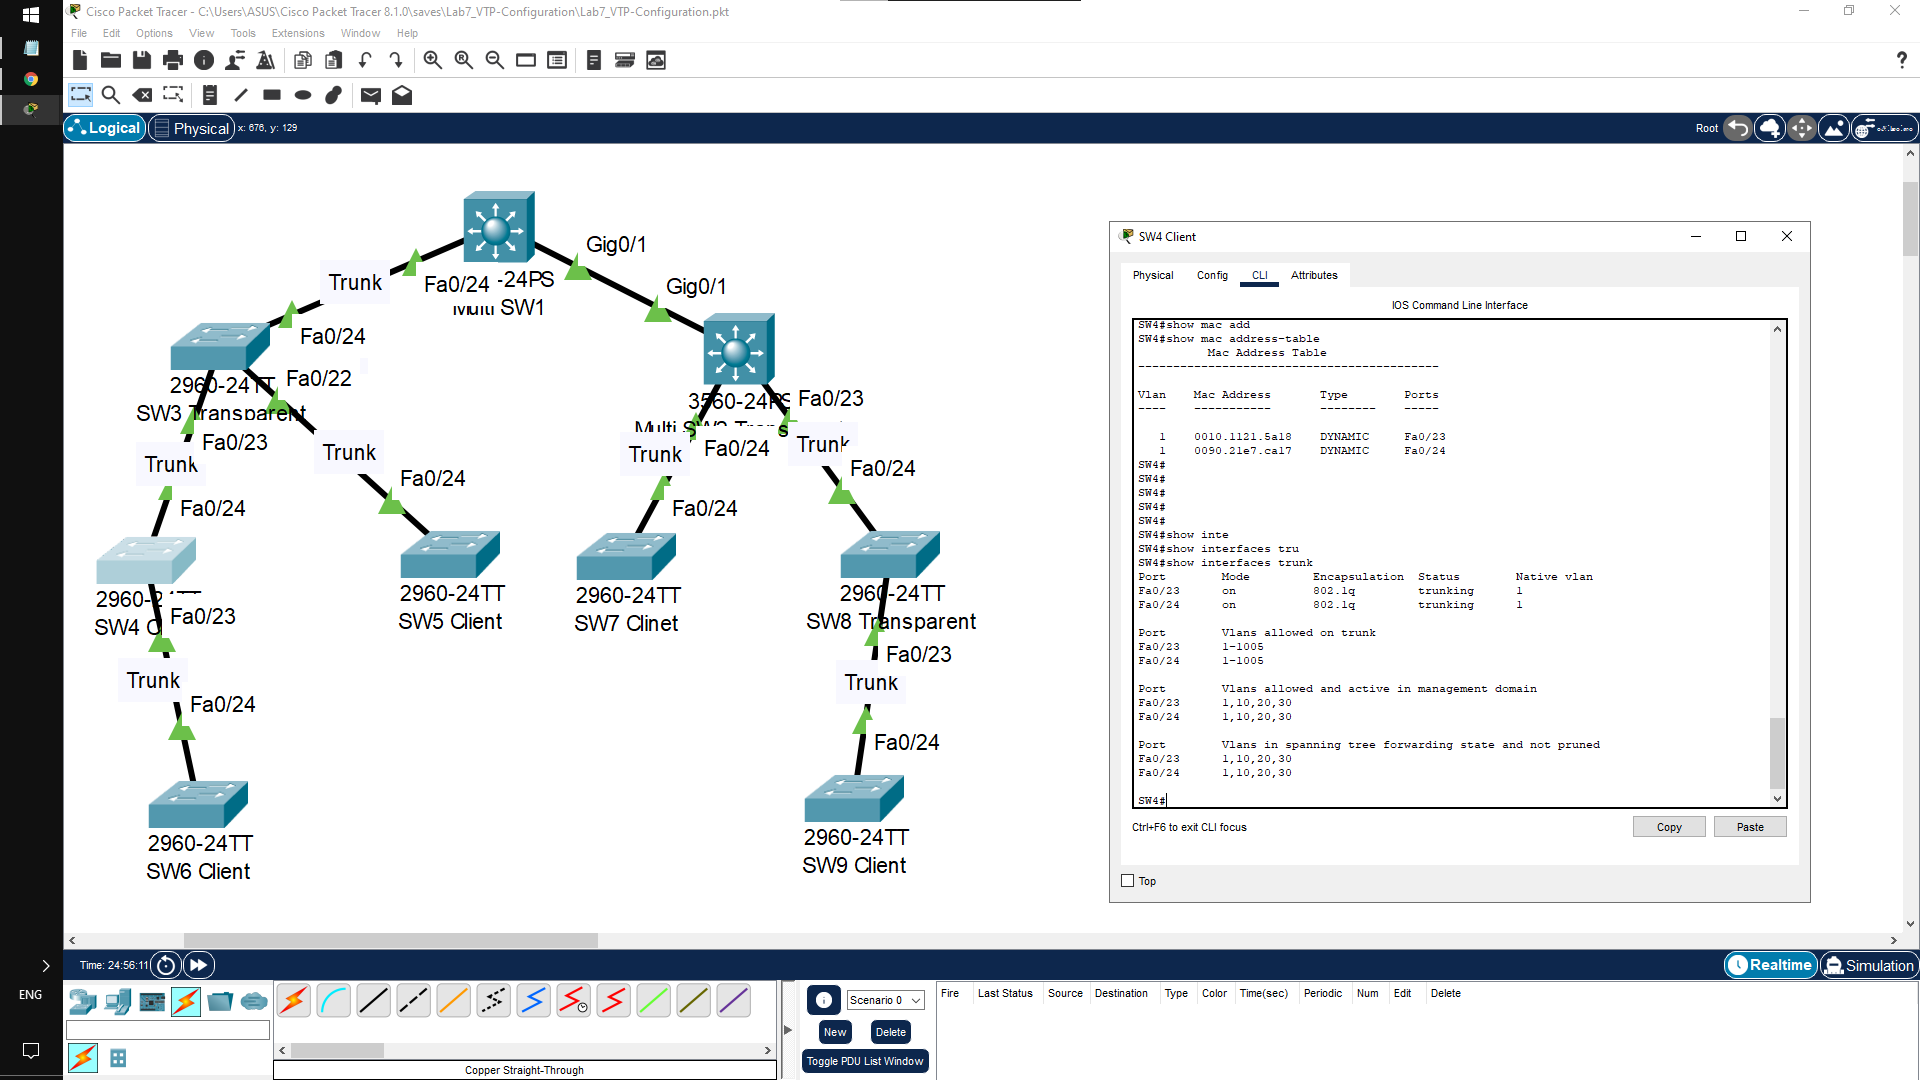 Cisco Packet Tracer - C:\Users\ASUS\Cisco Packet Tracer 8.1.0\saves\Lab7_VTP-Configuration\Lab7_VTP-Configuration.pkt
File Edit Options View Tools Extensions Window Help
Logical Physical x: 676, y: 129
Root
Gig0/1
Trunk
Fa0/24 -24PS
Multi SW1
Gig0/1
Fa0/24
Fa0/22
2960-24TT
SW3 Transparent
3560-24PS
Fa0/23
Fa0/23
Trunk
Trunk
Trunk
Fa0/24
Trunk
Fa0/24
Fa0/24
Fa0/24
Fa0/24
2960-24TT
SW4 C
Fa0/23
2960-24TT
SW5 Client
2960-24TT
SW7 Clinet
2960-24TT
SW8 Transparent
Fa0/23
Trunk
Trunk
Fa0/24
Fa0/24
2960-24TT
SW6 Client
2960-24TT
SW9 Client
SW4 Client
Physical Config CLI Attributes
IOS Command Line Interface
SW4#show mac add
SW4#show mac address-table
Mac Address Table
-------------------------------------------
Vlan Mac Address Type Ports
---- ----------- -------- -----
1 0010.1121.5a18 DYNAMIC Fa0/23
1 0090.21e7.ca17 DYNAMIC Fa0/24
SW4#
SW4#
SW4#
SW4#
SW4#
SW4#show inte
SW4#show interfaces tru
SW4#show interfaces trunk
Port Mode Encapsulation Status Native vlan
Fa0/23 on 802.1q trunking 1
Fa0/24 on 802.1q trunking 1
Port Vlans allowed on trunk
Fa0/23 1-1005
Fa0/24 1-1005
Port Vlans allowed and active in management domain
Fa0/23 1,10,20,30
Fa0/24 1,10,20,30
Port Vlans in spanning tree forwarding state and not pruned
Fa0/23 1,10,20,30
Fa0/24 1,10,20,30
SW4#
Ctrl+F6 to exit CLI focus
Copy Paste
Top
Time: 24:56:11
Realtime Simulation
ENG
Scenario 0
New Delete
Toggle PDU List Window
Fire Last Status Source Destination Type Color Time(sec) Periodic Num Edit Delete
Copper Straight-Through